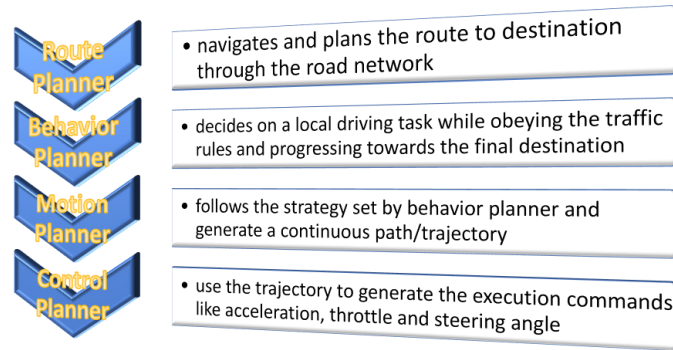 Route
Planner
• navigates and plans the route to destination
through the road network
Behavior
Planner
• decides on a local driving task while obeying the traffic
rules and progressing towards the final destination
Motion
Planner
• follows the strategy set by behavior planner and
generate a continuous path/trajectory
Control
Planner
• use the trajectory to generate the execution commands
like acceleration, throttle and steering angle